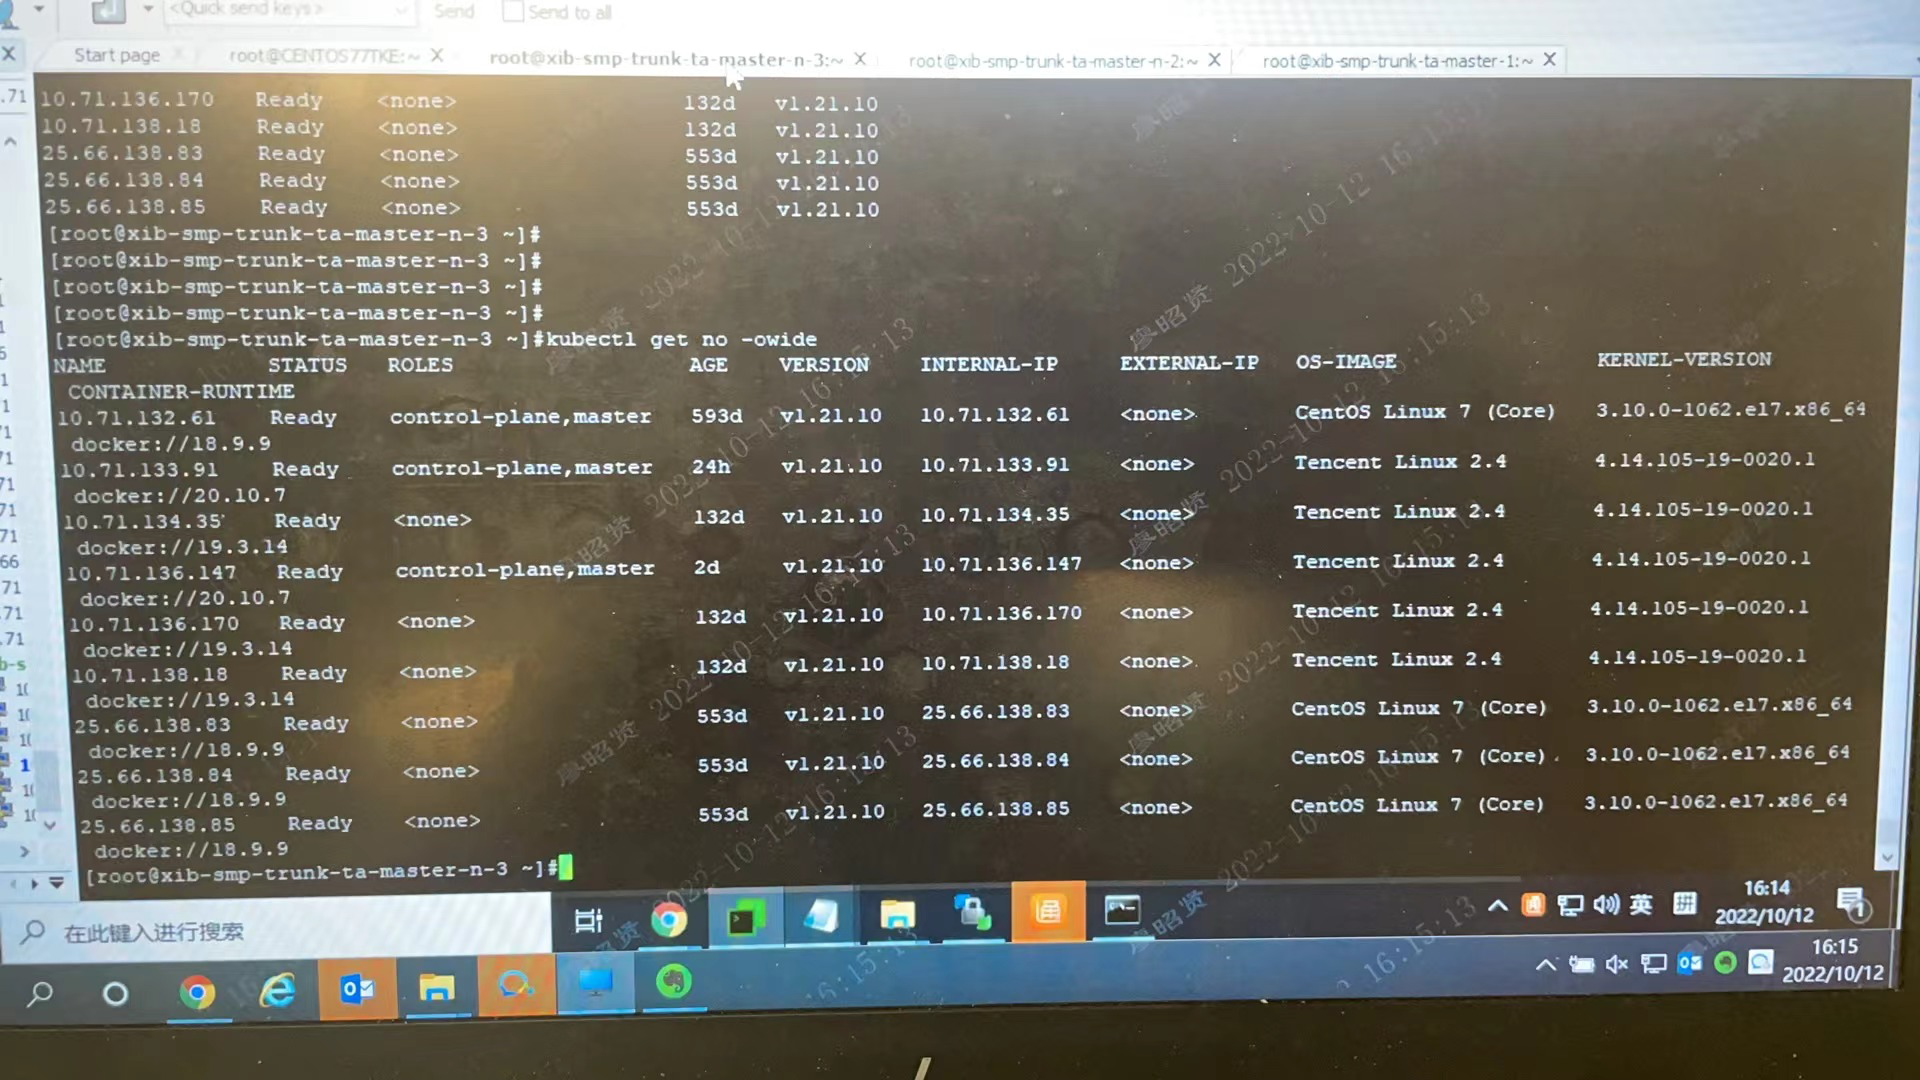 <Quick send keys> Send Send to all
Start page root@CENTOS77TKE:~ root@xib-smp-trunk-ta-master-n-3:~ root@xib-smp-trunk-ta-master-n-2:~ root@xib-smp-trunk-ta-master-1:~
10.71.136.170 Ready <none> 132d v1.21.10
10.71.138.18 Ready <none> 132d v1.21.10
25.66.138.83 Ready <none> 553d v1.21.10
25.66.138.84 Ready <none> 553d v1.21.10
25.66.138.85 Ready <none> 553d v1.21.10
[root@xib-smp-trunk-ta-master-n-3 ~]#
[root@xib-smp-trunk-ta-master-n-3 ~]#
[root@xib-smp-trunk-ta-master-n-3 ~]#
[root@xib-smp-trunk-ta-master-n-3 ~]#
[root@xib-smp-trunk-ta-master-n-3 ~]#kubectl get no -owide
NAME STATUS ROLES AGE VERSION INTERNAL-IP EXTERNAL-IP OS-IMAGE KERNEL-VERSION
CONTAINER-RUNTIME
10.71.132.61 Ready control-plane,master 593d v1.21.10 10.71.132.61 <none> CentOS Linux 7 (Core) 3.10.0-1062.el7.x86_64
docker://18.9.9
10.71.133.91 Ready control-plane,master 24h v1.21.10 10.71.133.91 <none> Tencent Linux 2.4 4.14.105-19-0020.1
docker://20.10.7
10.71.134.35 Ready <none> 132d v1.21.10 10.71.134.35 <none> Tencent Linux 2.4 4.14.105-19-0020.1
docker://19.3.14
10.71.136.147 Ready control-plane,master 2d v1.21.10 10.71.136.147 <none> Tencent Linux 2.4 4.14.105-19-0020.1
docker://20.10.7
10.71.136.170 Ready <none> 132d v1.21.10 10.71.136.170 <none> Tencent Linux 2.4 4.14.105-19-0020.1
docker://19.3.14
10.71.138.18 Ready <none> 132d v1.21.10 10.71.138.18 <none> Tencent Linux 2.4 4.14.105-19-0020.1
docker://19.3.14
25.66.138.83 Ready <none> 553d v1.21.10 25.66.138.83 <none> CentOS Linux 7 (Core) 3.10.0-1062.el7.x86_64
docker://18.9.9
25.66.138.84 Ready <none> 553d v1.21.10 25.66.138.84 <none> CentOS Linux 7 (Core) 3.10.0-1062.el7.x86_64
docker://18.9.9
25.66.138.85 Ready <none> 553d v1.21.10 25.66.138.85 <none> CentOS Linux 7 (Core) 3.10.0-1062.el7.x86_64
docker://18.9.9
[root@xib-smp-trunk-ta-master-n-3 ~]#
廖昭贤 2022-10-12 16:15:13
在此键入进行搜索
英 拼 16:14
2022/10/12
16:15
2022/10/12